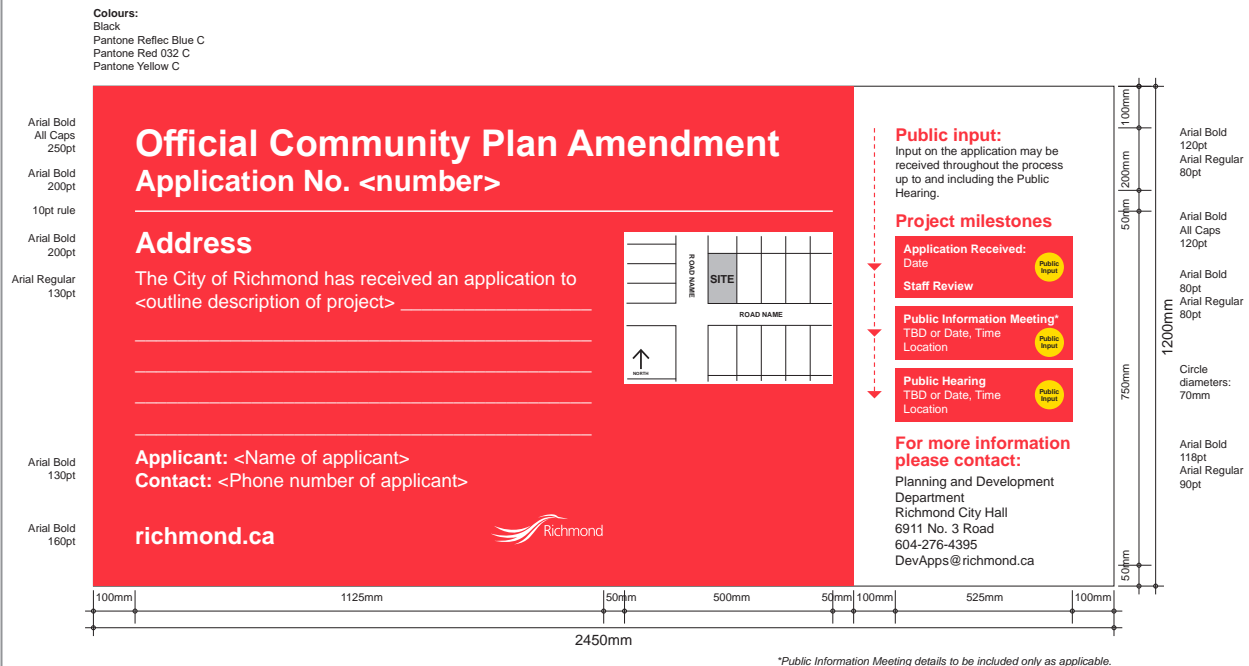 Colours:
Black
Pantone Reflec Blue C
Pantone Red 032 C
Pantone Yellow C
Arial Bold
All Caps
250pt
Arial Bold
200pt
10pt rule
Arial Bold
200pt
Arial Regular
130pt
Arial Bold
130pt
Arial Bold
160pt
Official Community Plan Amendment
Application No. <number>
Address
The City of Richmond has received an application to
<outline description of project>
Applicant: <Name of applicant>
Contact: <Phone number of applicant>
richmond.ca
Richmond
ROAD NAME
SITE
ROAD NAME
NORTH
Public input:
Input on the application may be
received throughout the process
up to and including the Public
Hearing.
Project milestones
Application Received:
Date
Staff Review
Public
Input
Public Information Meeting*
TBD or Date, Time
Location
Public
Input
Public Hearing
TBD or Date, Time
Location
Public
Input
For more information
please contact:
Planning and Development
Department
Richmond City Hall
6911 No. 3 Road
604-276-4395
DevApps@richmond.ca
100mm
200mm
50mm
750mm
50mm
1200mm
Arial Bold
120pt
Arial Regular
80pt
Arial Bold
All Caps
120pt
Arial Bold
80pt
Arial Regular
80pt
Circle
diameters:
70mm
Arial Bold
118pt
Arial Regular
90pt
100mm 1125mm 50mm 500mm 50mm 100mm 525mm 100mm
2450mm
*Public Information Meeting details to be included only as applicable.